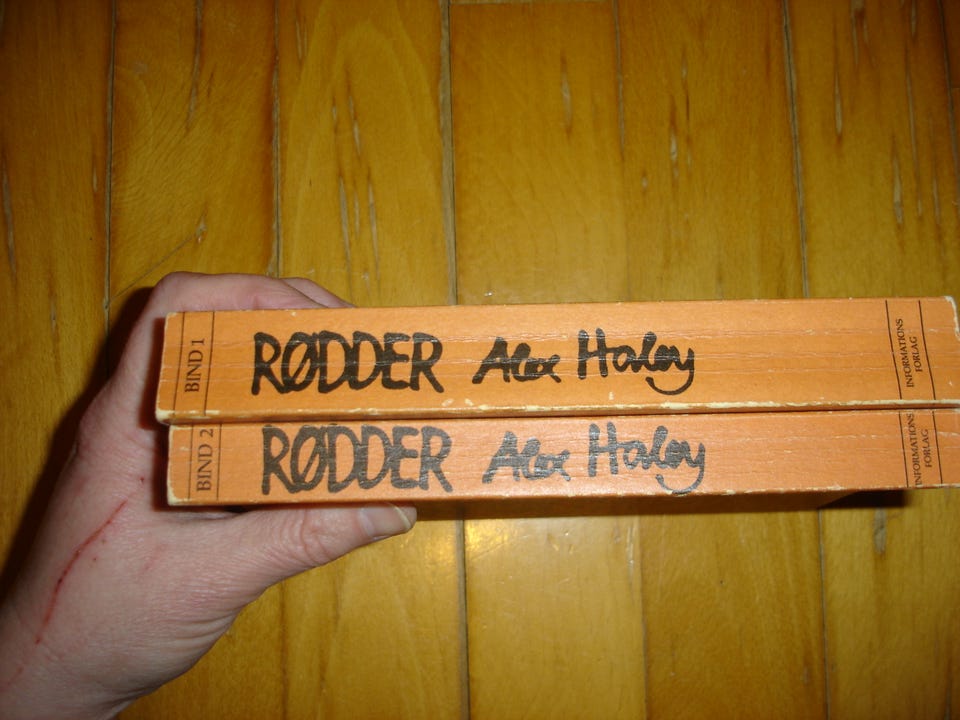 BIND 1 RØDDER Alex Haley INFORMATIONS
FORLAG
BIND 2 RØDDER Alex Haley INFORMATIONS
FORLAG